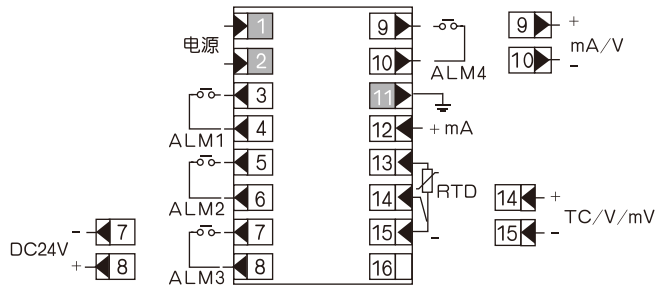 1 9 9 +
电源 mA/V
2 10 ALM4 10 -
3 11
4 12 + mA
ALM1
5 13
RTD
6 14 14 +
ALM2 TC/V/mV
- 7 7 15 - 15 -
DC24V
+ 8 8 16
ALM3